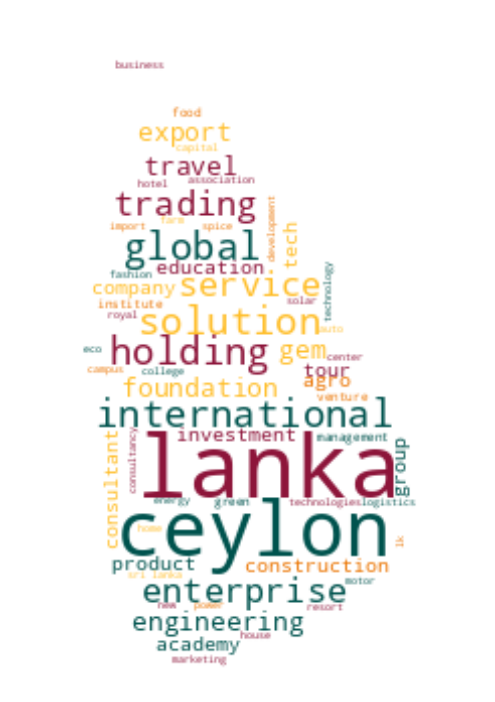 business
food
export
capital
travel
hotel association
trading
import farm spice
development
tech
global
education
fashion
technology
company service
institute solar
royal solution auto
eco holding gem center
campus college tour
agro
foundation venture
international
investment management
consultancy
consultant
lanka
group
energy green technologies logistics
ceylon
home lk
product construction
sri lanka motor
enterprise
new power resort
engineering
house
academy
marketing